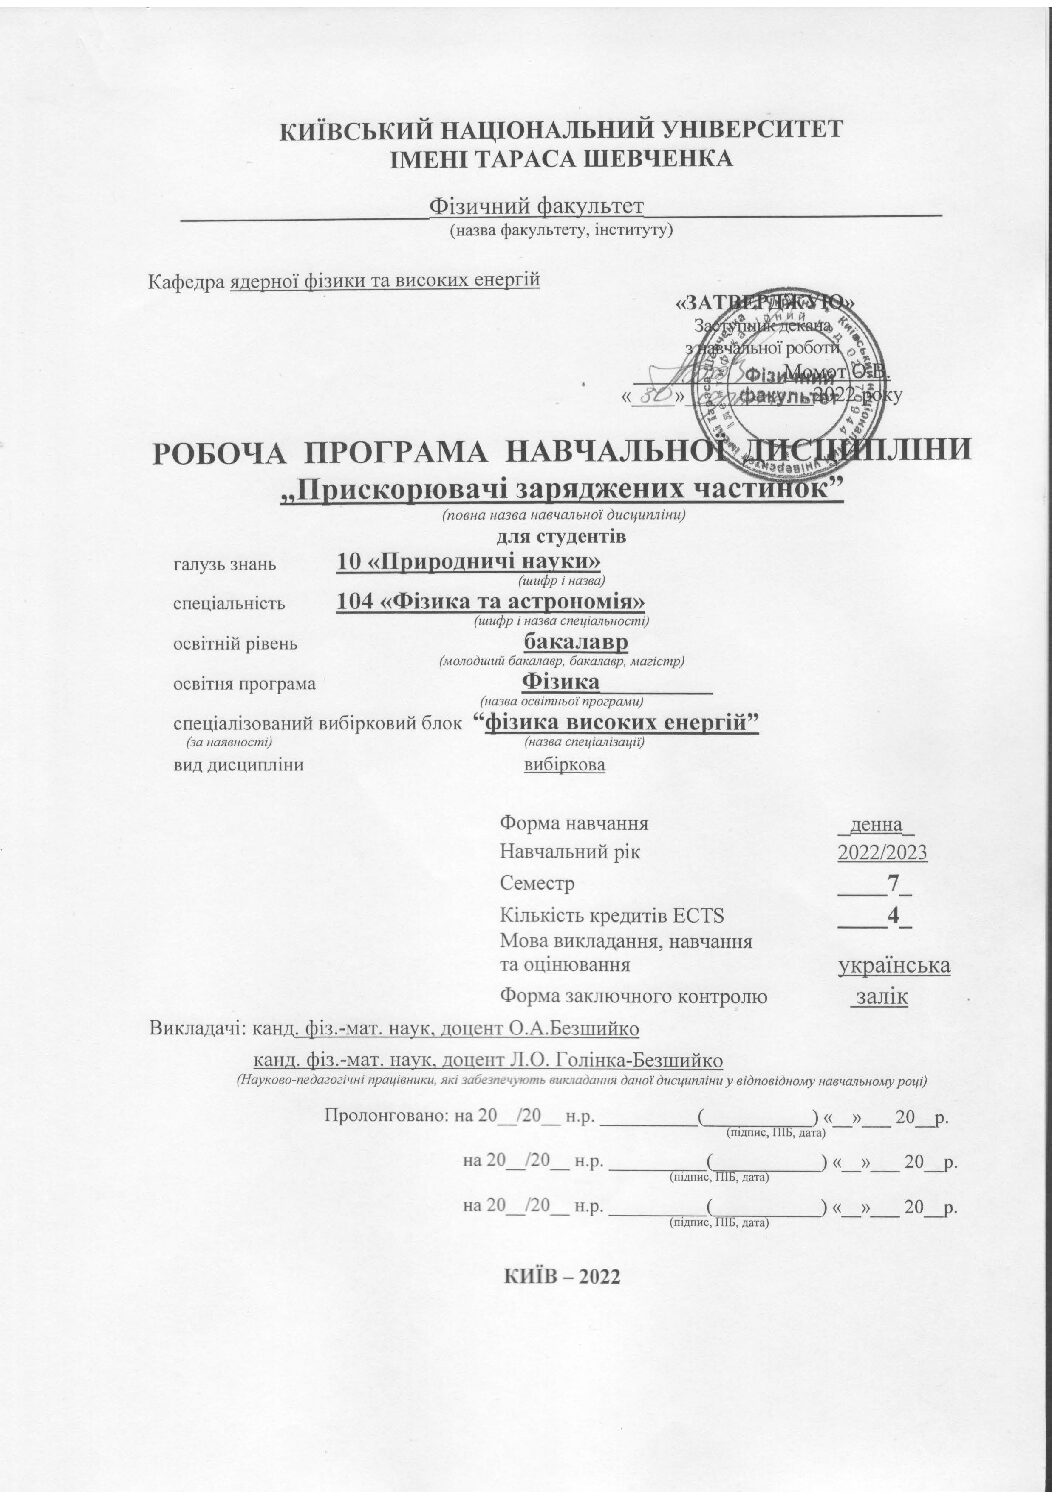 КИЇВСЬКИЙ НАЦІОНАЛЬНИЙ УНІВЕРСИТЕТ
ІМЕНІ ТАРАСА ШЕВЧЕНКА
Фізичний факультет
(назва факультету, інституту)
Кафедра ядерної фізики та високих енергій
«ЗАТВЕРДЖУЮ»
Заступник декана
з навчальної роботи
Момот О.В.
«30» 2022 року
Фізичний
факультет
РОБОЧА ПРОГРАМА НАВЧАЛЬНОЇ ДИСЦИПЛІНИ
„Прискорювачі заряджених частинок”
(повна назва навчальної дисципліни)
для студентів
галузь знань 10 «Природничі науки»
(шифр і назва)
спеціальність 104 «Фізика та астрономія»
(шифр і назва спеціальності)
освітній рівень бакалавр
(молодший бакалавр, бакалавр, магістр)
освітня програма Фізика
(назва освітньої програми)
спеціалізований вибірковий блок “фізика високих енергій”
(за наявності) (назва спеціалізації)
вид дисципліни вибіркова
Форма навчання _денна_
Навчальний рік 2022/2023
Семестр ____7_
Кількість кредитів ECTS ____4_
Мова викладання, навчання
та оцінювання українська
Форма заключного контролю залік
Викладачі: канд. фіз.-мат. наук, доцент О.А.Безшийко
канд. фіз.-мат. наук, доцент Л.О. Голінка-Безшийко
(Науково-педагогічні працівники, які забезпечують викладання даної дисципліни у відповідному навчальному році)
Пролонговано: на 20__/20__ н.р. __________(___________) «__»___ 20__р.
(підпис, ПІБ, дата)
на 20__/20__ н.р. __________(___________) «__»___ 20__р.
(підпис, ПІБ, дата)
на 20__/20__ н.р. __________(___________) «__»___ 20__р.
(підпис, ПІБ, дата)
КИЇВ – 2022